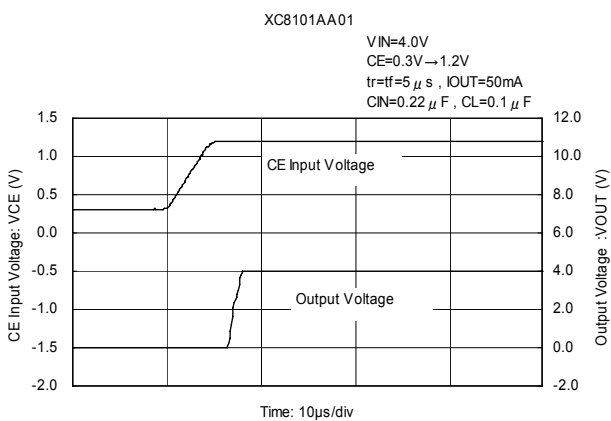 XC8101AA01
VIN=4.0V
CE=0.3V→1.2V
tr=tf=5μs , IOUT=50mA
CIN=0.22μF , CL=0.1μF
CE Input Voltage: VCE (V)
1.5
1.0
0.5
0.0
-0.5
-1.0
-1.5
-2.0
CE Input Voltage
Output Voltage
12.0
10.0
8.0
6.0
4.0
2.0
0.0
-2.0
Output Voltage :VOUT (V)
Time: 10μs/div